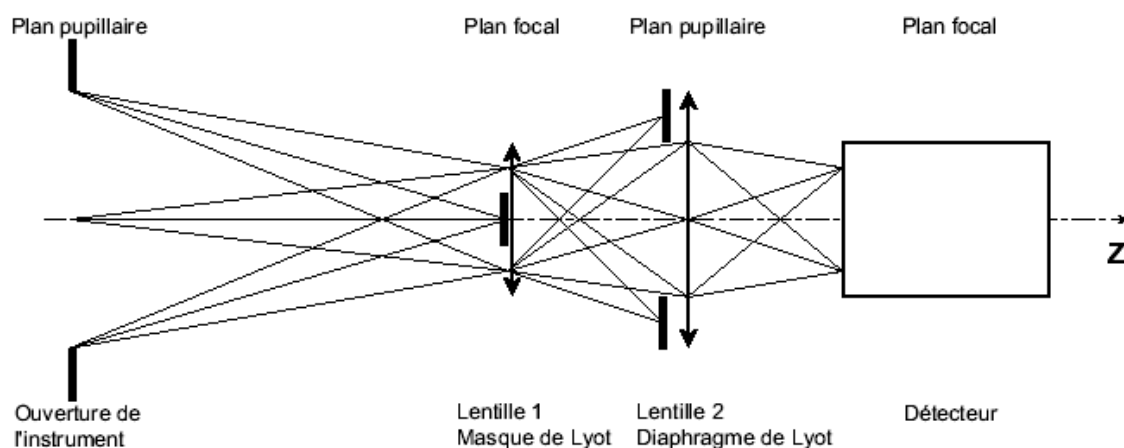 Plan pupillaire
Plan focal
Plan pupillaire
Plan focal
Z
Ouverture de
l'instrument
Lentille 1
Masque de Lyot
Lentille 2
Diaphragme de Lyot
Détecteur